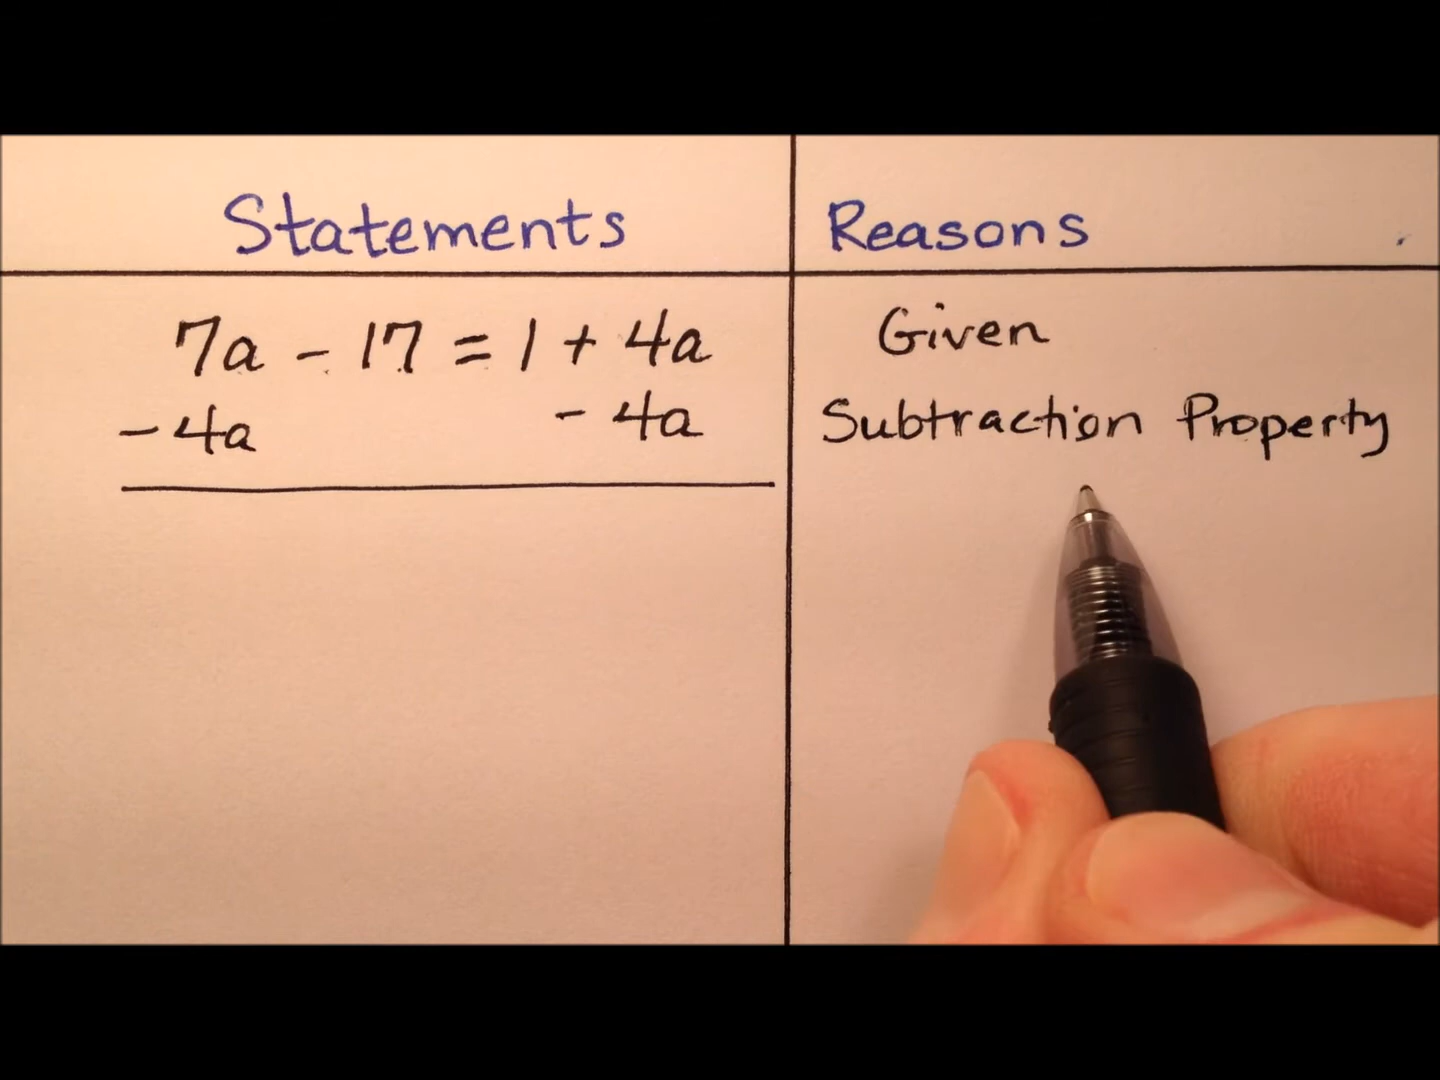 Statements Reasons
7a - 17 = 1 + 4a Given
- 4a - 4a Subtraction Property